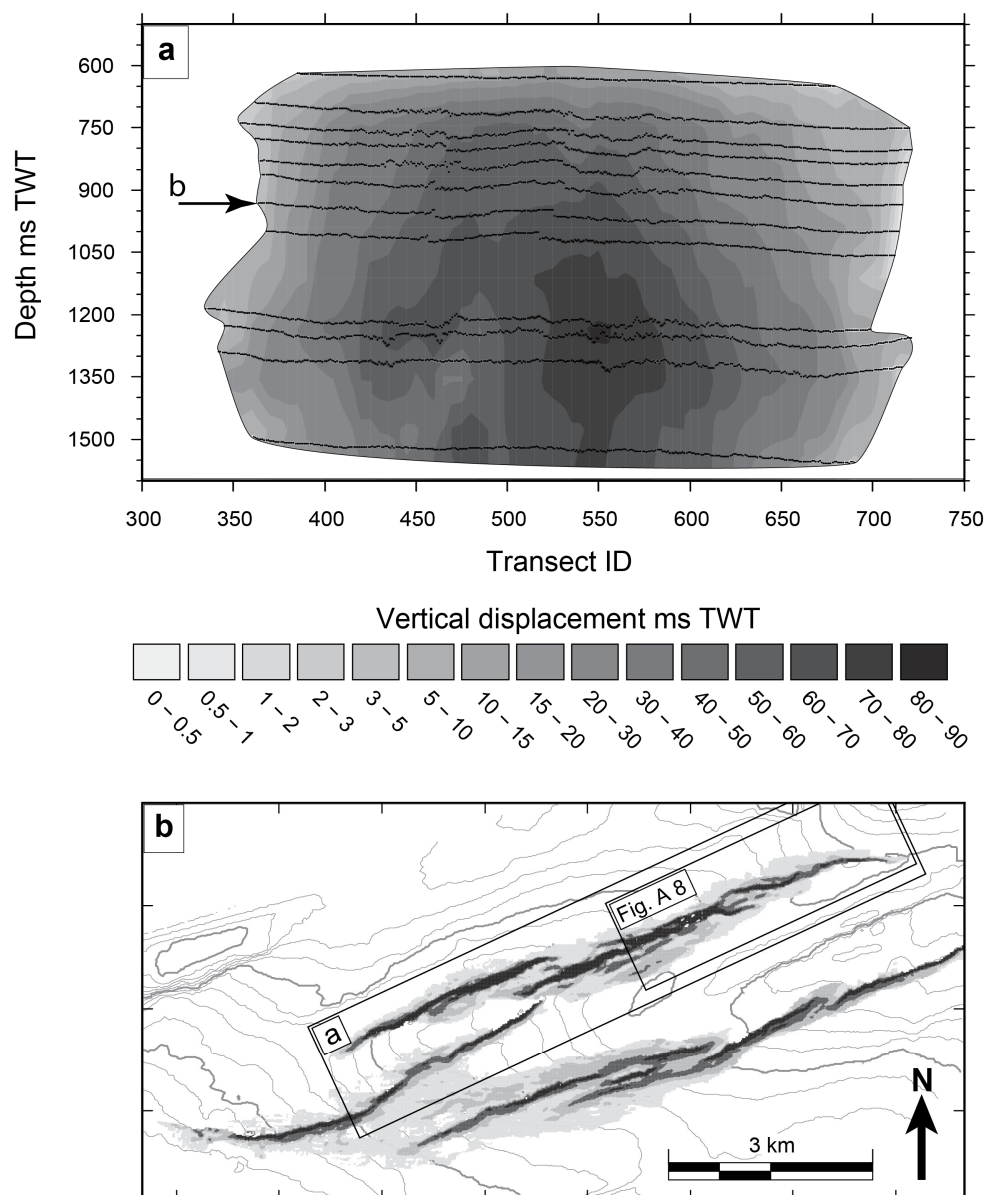 a
600
750
900
1050
1200
1350
1500
Depth ms TWT
b
300 350 400 450 500 550 600 650 700 750
Transect ID
Vertical displacement ms TWT
0 – 0.5
0.5 – 1
1 – 2
2 – 3
3 – 5
5 – 10
10 – 15
15 – 20
20 – 30
30 – 40
40 – 50
50 – 60
60 – 70
70 – 80
80 – 90
b
Fig. A 8
a
N
3 km